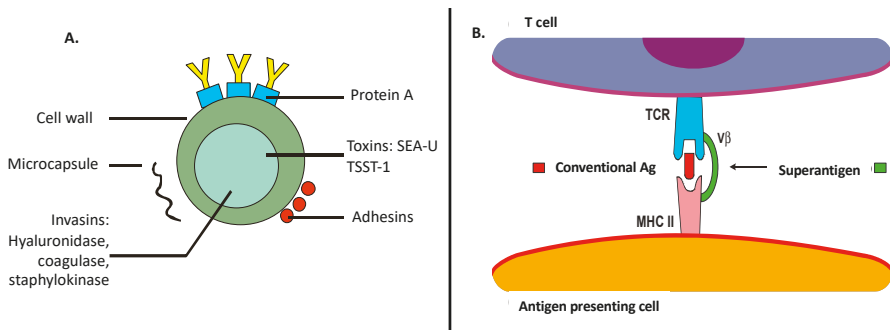 A.
Protein A
Cell wall
Toxins: SEA-U
TSST-1
Microcapsule
Adhesins
Invasins:
Hyaluronidase,
coagulase,
staphylokinase
B.
T cell
TCR
Vβ
Conventional Ag
Superantigen
MHC II
Antigen presenting cell